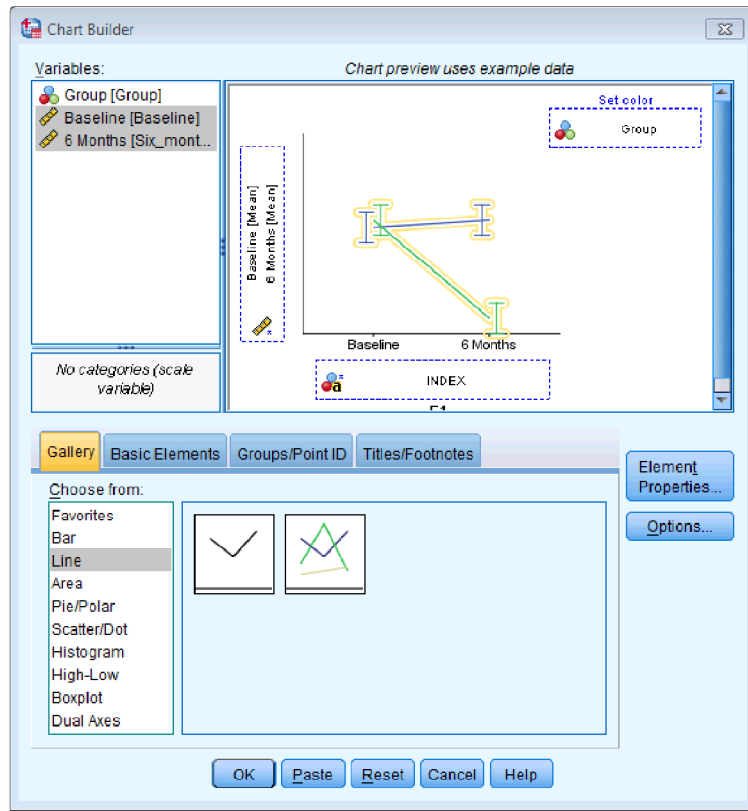 Chart Builder
Variables:
Chart preview uses example data
Group [Group]
Baseline [Baseline]
6 Months [Six_mont...
No categories (scale
variable)
Set color
Group
Baseline [Mean]
6 Months [Mean]
Baseline
6 Months
a
INDEX
Gallery
Basic Elements
Groups/Point ID
Titles/Footnotes
Choose from:
Favorites
Bar
Line
Area
Pie/Polar
Scatter/Dot
Histogram
High-Low
Boxplot
Dual Axes
Element
Properties...
Options...
OK
Paste
Reset
Cancel
Help